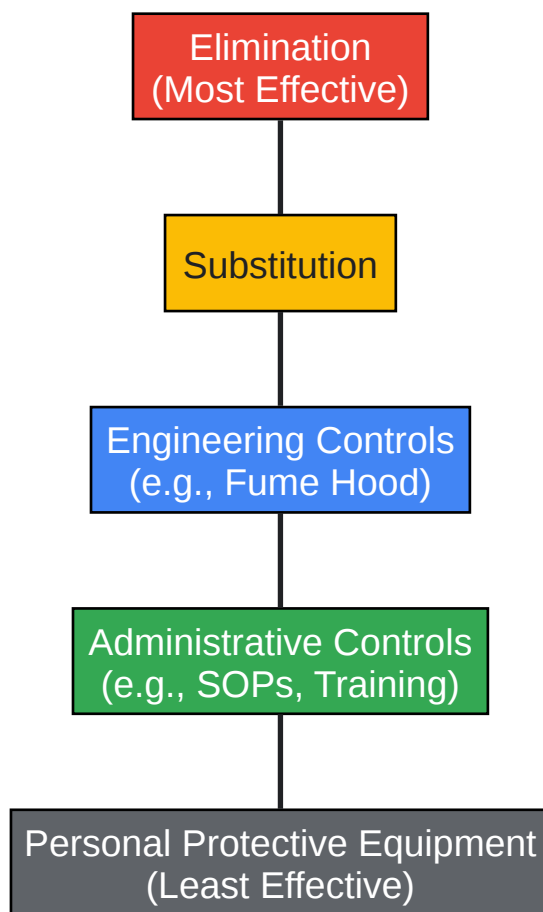 Elimination
(Most Effective)
Substitution
Engineering Controls
(e.g., Fume Hood)
Administrative Controls
(e.g., SOPs, Training)
Personal Protective Equipment
(Least Effective)